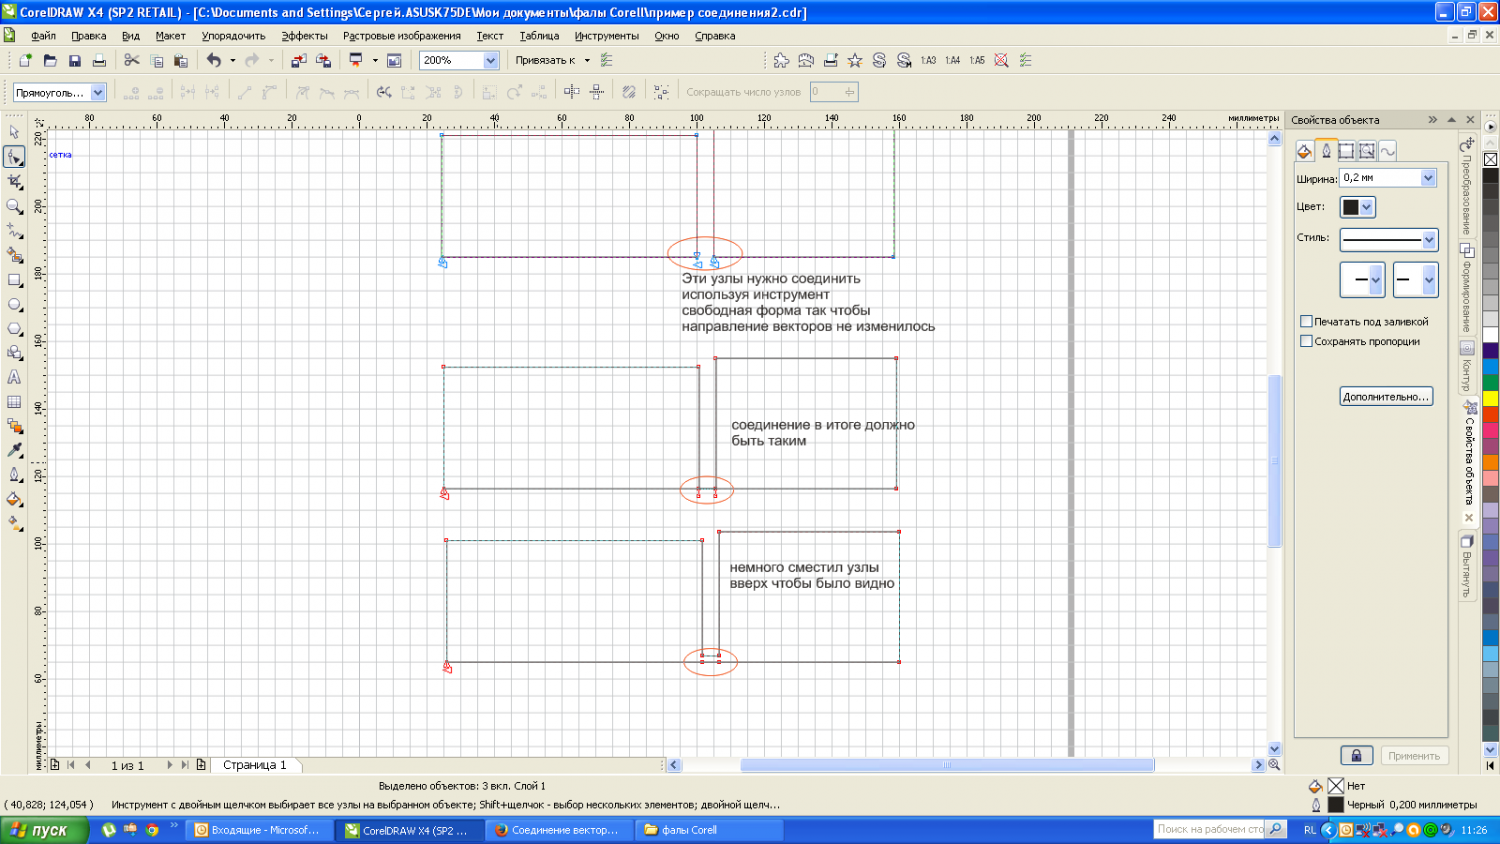 CorelDRAW X4 (SP2 RETAIL) - [C:\Documents and Settings\Сергей.ASUSK75DE\Мои документы\фалы Corell\пример соединения2.cdr]
Файл Правка Вид Макет Упорядочить Эффекты Растровые изображения Текст Таблица Инструменты Окно Справка
200% Привязать к 1:A3 1:A4 1:A5
Прямоуголь... Сокращать число узлов 0
80 60 40 20 0 20 40 60 80 100 120 140 160 180 200 220 240 миллиметры
220
200
180
160
140
120
100
80
60
миллиметры
сетка
Эти узлы нужно соединить
используя инструмент
свободная форма так чтобы
направление векторов не изменилось
соединение в итоге должно
быть таким
немного сместил узлы
вверх чтобы было видно
Свойства объекта
Ширина: 0,2 мм
Цвет:
Стиль:
Печатать под заливкой
Сохранять пропорции
Дополнительно...
Применить
Преобразование
Формирование
Контур
Свойства объекта
Вытянуть
1 из 1 Страница 1
Выделено объектов: 3 вкл. Слой 1
Нет
( 40,828; 124,054 ) Инструмент с двойным щелчком выбирает все узлы на выбранном объекте; Shift+щелчок - выбор нескольких элементов; двойной щелч...
Черный 0,200 миллиметры
пуск Входящие - Microsof... CorelDRAW X4 (SP2 ... Соединение вектор... фалы Corell Поиск на рабочем сто RL 11:26